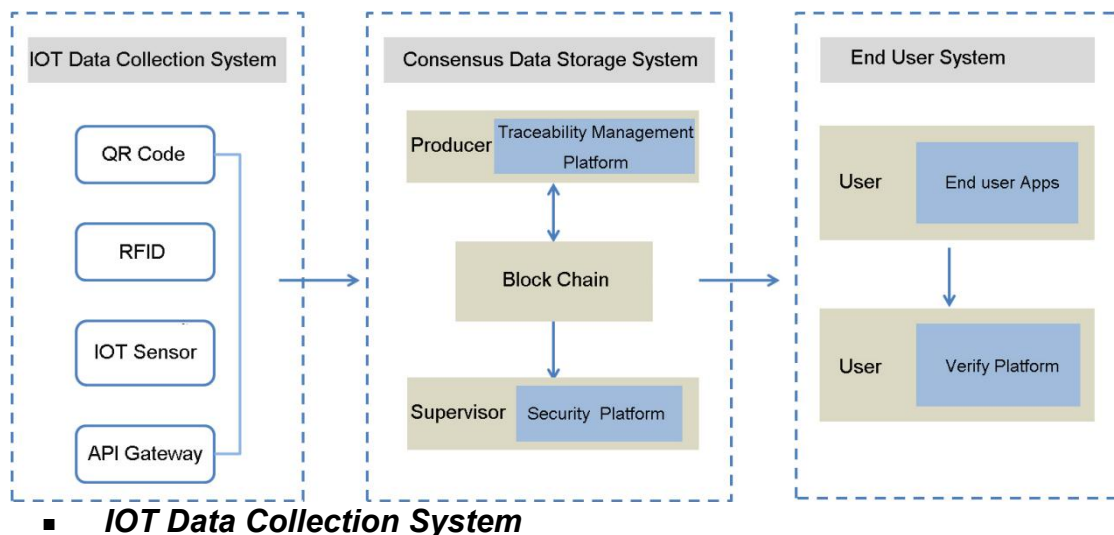 IOT Data Collection System
QR Code
RFID
IOT Sensor
API Gateway
Consensus Data Storage System
Producer
Traceability Management
Platform
Block Chain
Supervisor
Security Platform
End User System
User
End user Apps
User
Verify Platform
▪ IOT Data Collection System